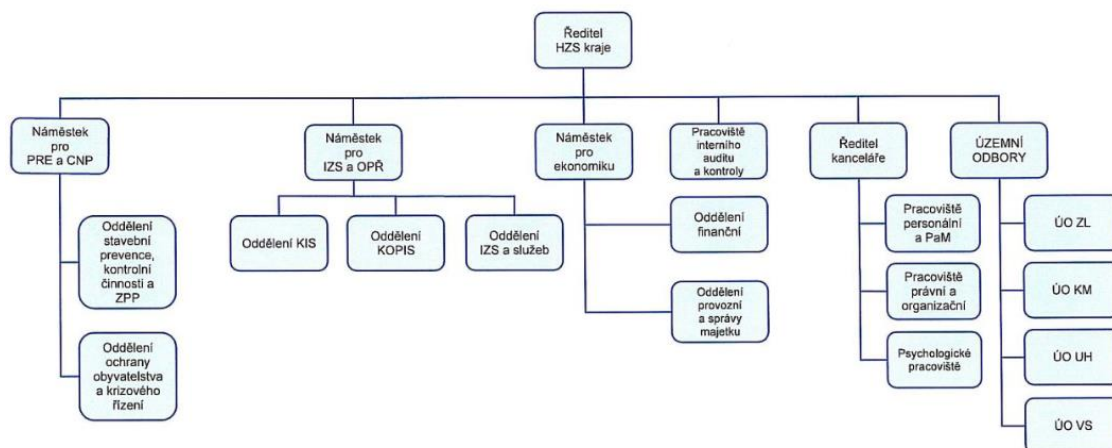 Ředitel
HZS kraje
Náměstek
pro
PRE a CNP
Náměstek
pro
IZS a OPŘ
Náměstek
pro
ekonomiku
Pracoviště
interního
auditu
a kontroly
Ředitel
kanceláře
ÚZEMNÍ
ODBORY
Oddělení
stavební
prevence,
kontrolní
činnosti a
ZPP
Oddělení
ochrany
obyvatelstva
a krizového
řízení
Oddělení KIS
Oddělení
KOPIS
Oddělení
IZS a služeb
Oddělení
finanční
Oddělení
provozní
a správy
majetku
Pracoviště
personální
a PaM
Pracoviště
právní a
organizační
Psychologické
pracoviště
ÚO ZL
ÚO KM
ÚO UH
ÚO VS